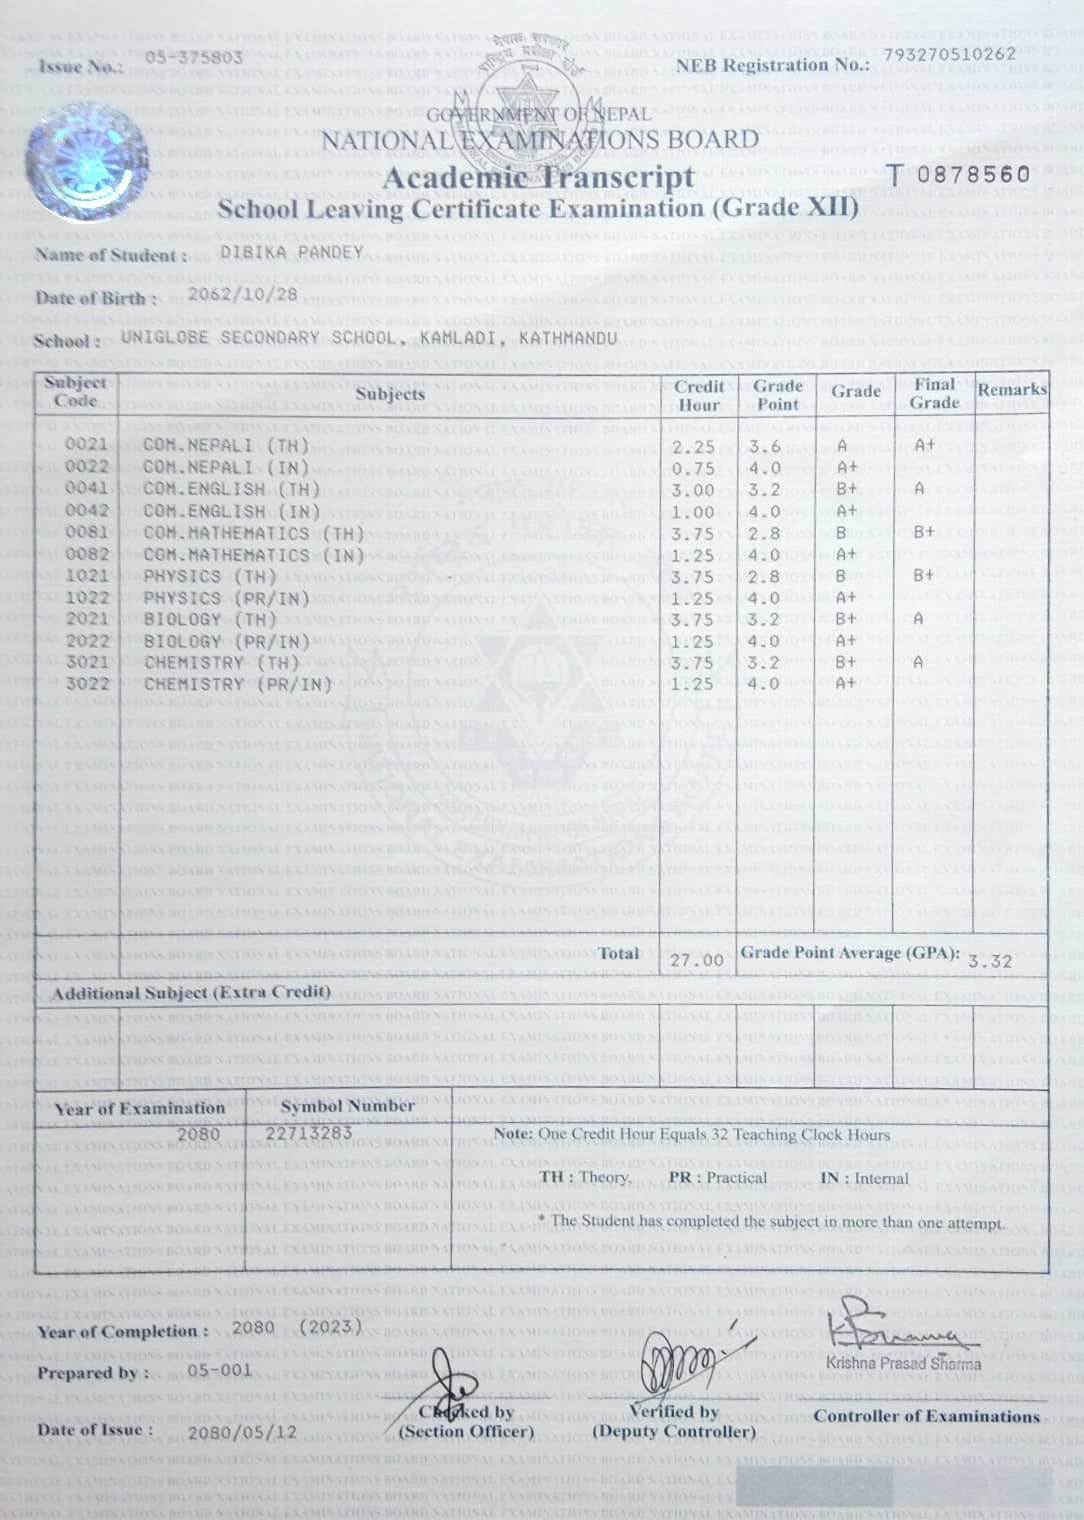 नेपाल सरकार
राष्ट्रिय परीक्षा बोर्ड
Issue No.: 05-375803
NEB Registration No.: 793270510262
GOVERNMENT OF NEPAL
NATIONAL EXAMINATIONS BOARD
Academic Transcript
T 0878560
School Leaving Certificate Examination (Grade XII)
Name of Student : DIBIKA PANDEY
Date of Birth : 2062/10/28
School : UNIGLOBE SECONDARY SCHOOL, KAMLADI, KATHMANDU
Subject Code Subjects Credit Hour Grade Point Grade Final Grade Remarks
0021 COM.NEPALI (TH) 2.25 3.6 A A+
0022 COM.NEPALI (IN) 0.75 4.0 A+
0041 COM.ENGLISH (TH) 3.00 3.2 B+ A
0042 COM.ENGLISH (IN) 1.00 4.0 A+
0081 COM.MATHEMATICS (TH) 3.75 2.8 B B+
0082 COM.MATHEMATICS (IN) 1.25 4.0 A+
1021 PHYSICS (TH) 3.75 2.8 B B+
1022 PHYSICS (PR/IN) 1.25 4.0 A+
2021 BIOLOGY (TH) 3.75 3.2 B+ A
2022 BIOLOGY (PR/IN) 1.25 4.0 A+
3021 CHEMISTRY (TH) 3.75 3.2 B+ A
3022 CHEMISTRY (PR/IN) 1.25 4.0 A+
Total 27.00 Grade Point Average (GPA): 3.32
Additional Subject (Extra Credit)
Year of Examination Symbol Number
2080 22713283
Note: One Credit Hour Equals 32 Teaching Clock Hours
TH : Theory, PR : Practical IN : Internal
* The Student has completed the subject in more than one attempt.
Year of Completion : 2080 (2023)
Krishna Prasad Sharma
Prepared by : 05-001
Checked by Verified by Controller of Examinations
Date of Issue : 2080/05/12 (Section Officer) (Deputy Controller)